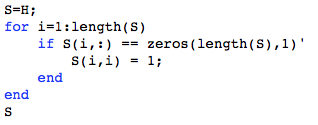 S=H;
for i=1:length(S)
    if S(i,:) == zeros(length(S),1)'
        S(i,i) = 1;
    end
end
S